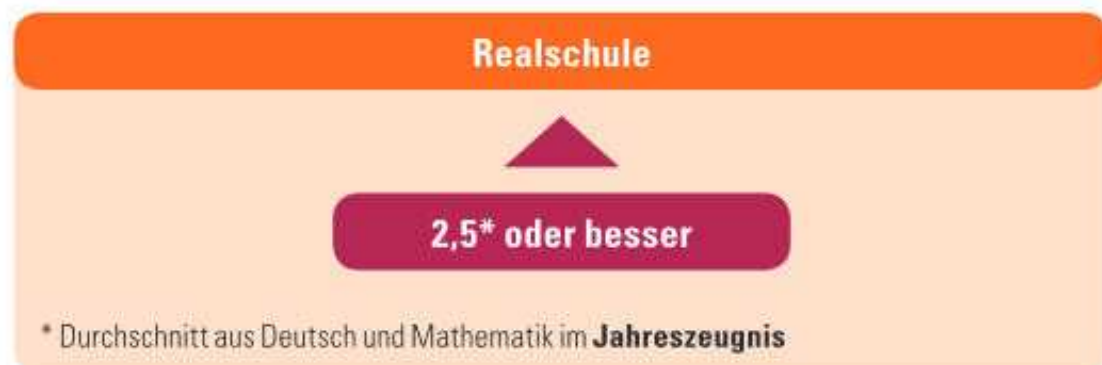 Realschule
2,5* oder besser
* Durchschnitt aus Deutsch und Mathematik im Jahreszeugnis